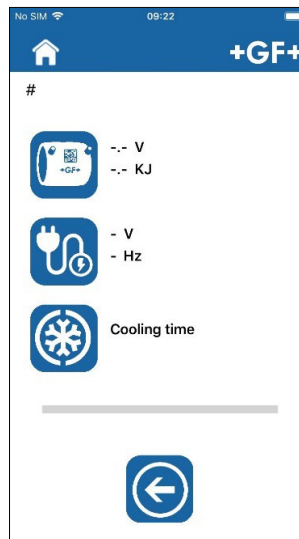 No SIM 09:22
+GF+
#
+GF+
-.- V
-.- KJ
- V
- Hz
Cooling time